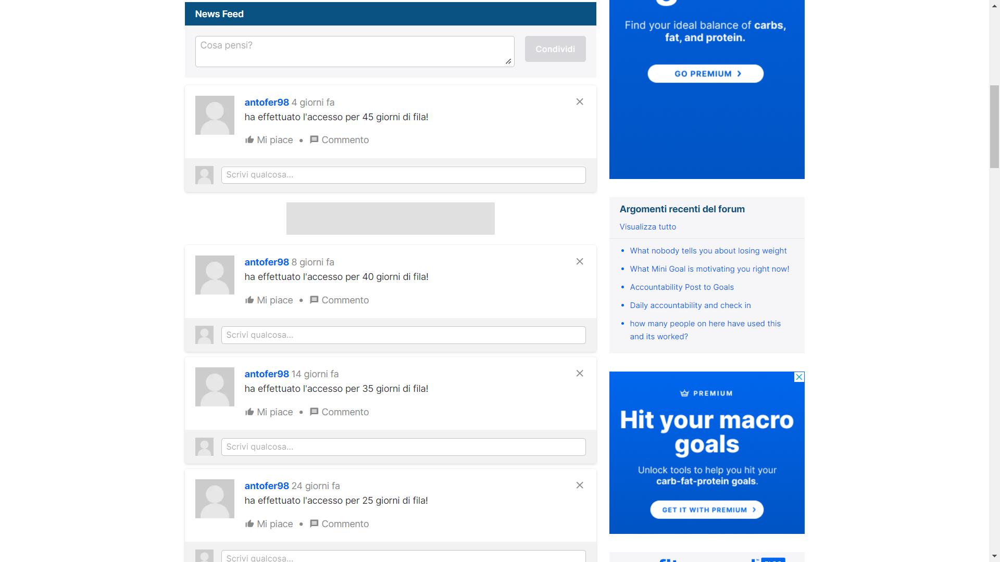 News Feed
Cosa pensi?
Condividi
antofer98 4 giorni fa
ha effettuato l'accesso per 45 giorni di fila!
Mi piace • Commento
Scrivi qualcosa...
antofer98 8 giorni fa
ha effettuato l'accesso per 40 giorni di fila!
Mi piace • Commento
Scrivi qualcosa...
antofer98 14 giorni fa
ha effettuato l'accesso per 35 giorni di fila!
Mi piace • Commento
Scrivi qualcosa...
antofer98 24 giorni fa
ha effettuato l'accesso per 25 giorni di fila!
Mi piace • Commento
Scrivi qualcosa...
Find your ideal balance of carbs,
fat, and protein.
GO PREMIUM
Argomenti recenti del forum
Visualizza tutto
• What nobody tells you about losing weight
• What Mini Goal is motivating you right now!
• Accountability Post to Goals
• Daily accountability and check in
• how many people on here have used this
and its worked?
PREMIUM
Hit your macro
goals
Unlock tools to help you hit your
carb-fat-protein goals.
GET IT WITH PREMIUM